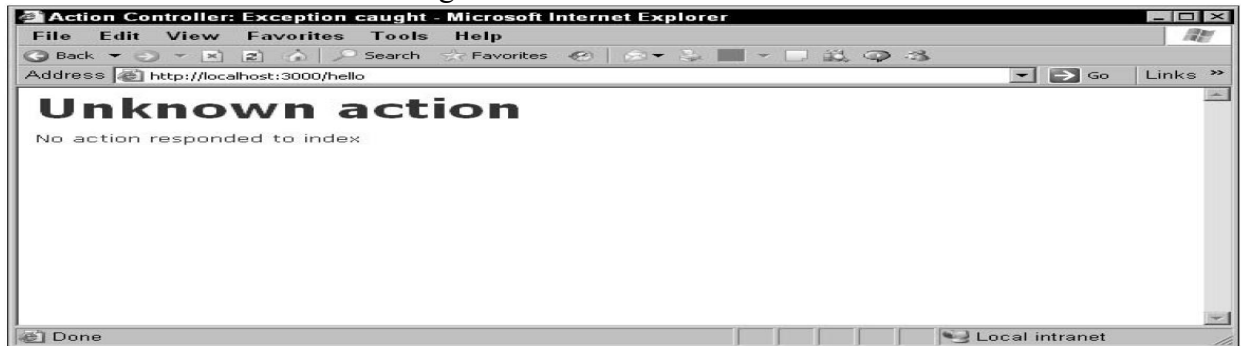 Action Controller: Exception caught - Microsoft Internet Explorer
File Edit View Favorites Tools Help
Back Search Favorites
Address http://localhost:3000/hello Go Links »
Unknown action
No action responded to index
Done Local intranet